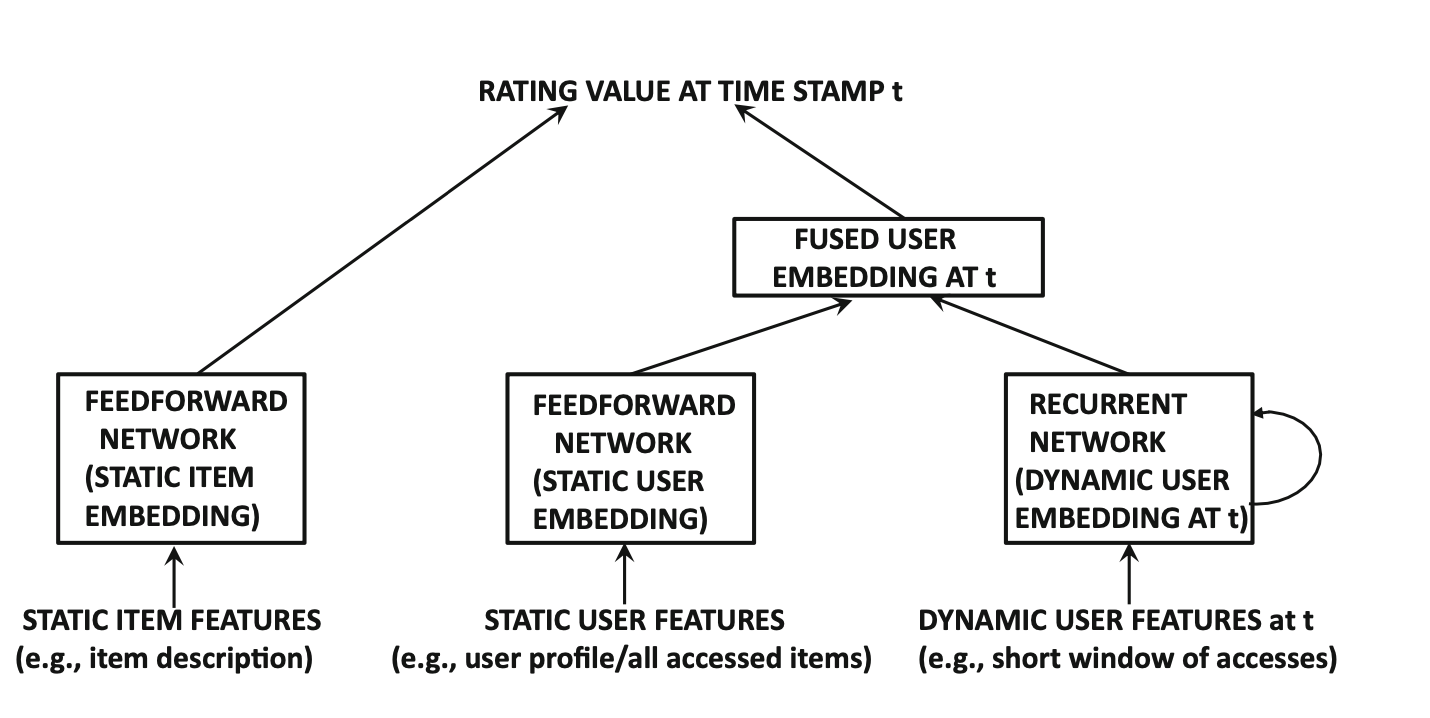 RATING VALUE AT TIME STAMP t
FUSED USER
EMBEDDING AT t
FEEDFORWARD
NETWORK
(STATIC ITEM
EMBEDDING)
FEEDFORWARD
NETWORK
(STATIC USER
EMBEDDING)
RECURRENT
NETWORK
(DYNAMIC USER
EMBEDDING AT t)
STATIC ITEM FEATURES
(e.g., item description)
STATIC USER FEATURES
(e.g., user profile/all accessed items)
DYNAMIC USER FEATURES at t
(e.g., short window of accesses)